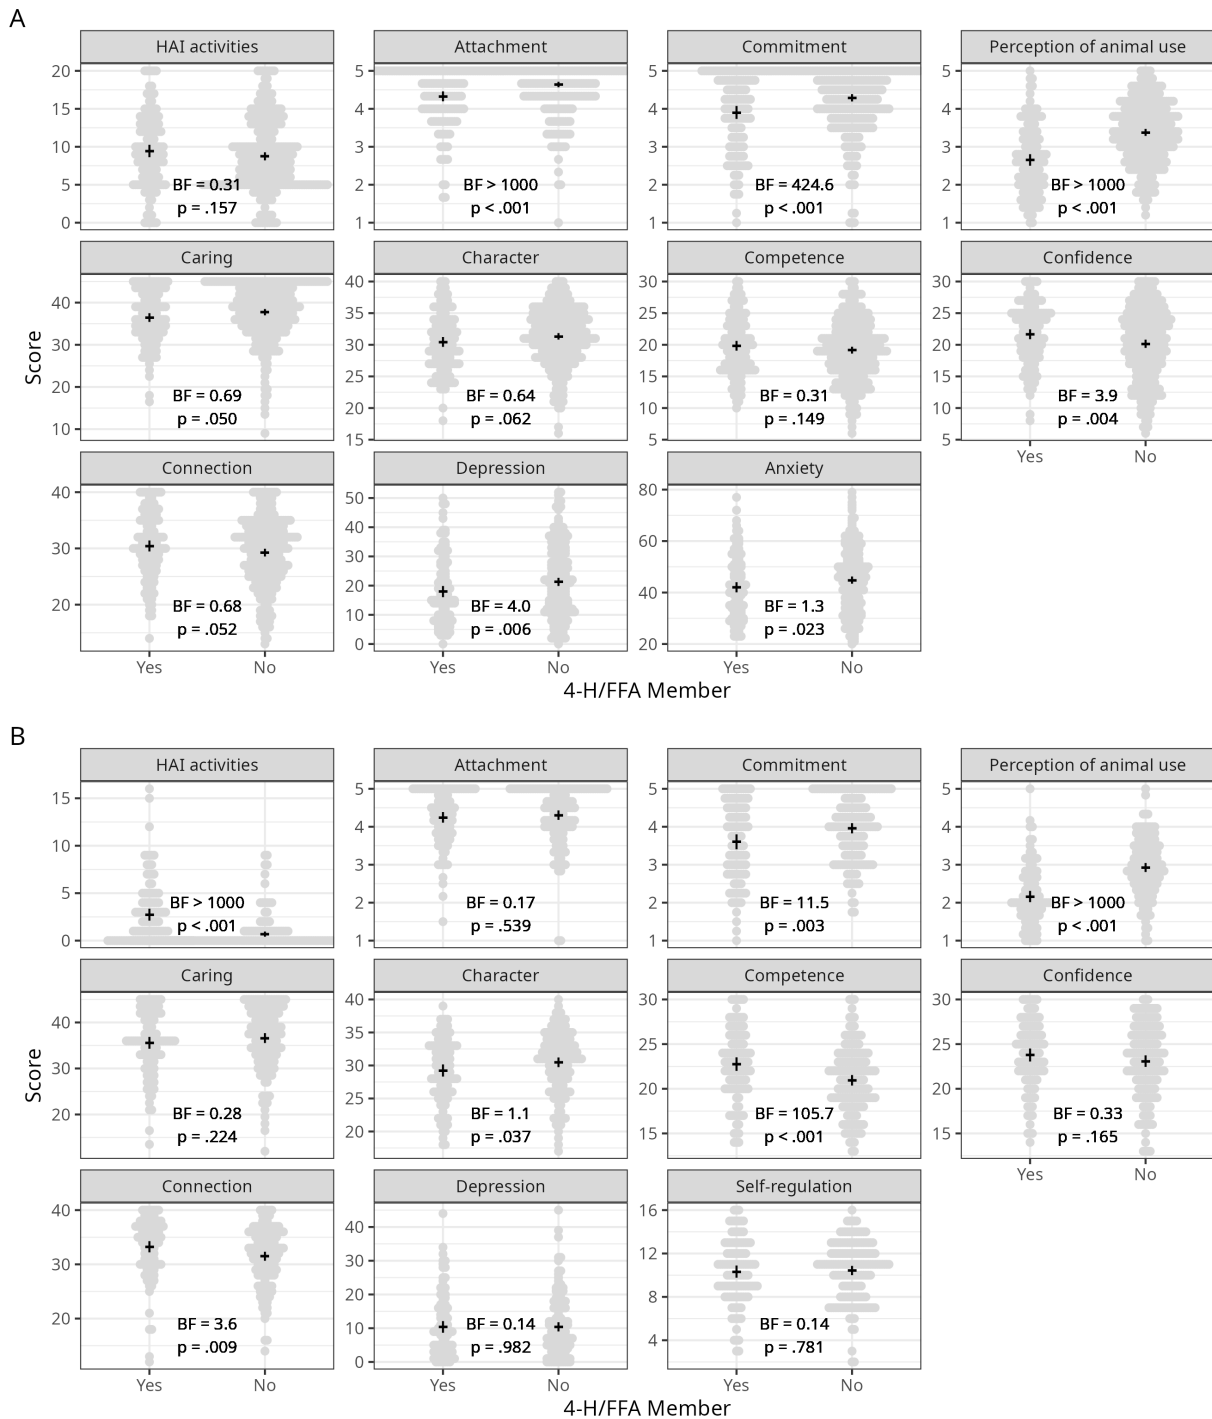 A
HAI activities
Attachment
Commitment
Perception of animal use
20
15
10
5
0
BF = 0.31
p = .157
5
4
3
2
1
BF > 1000
p < .001
5
4
3
2
1
BF = 424.6
p < .001
5
4
3
2
1
BF > 1000
p < .001
Score
Caring
Character
Competence
Confidence
40
30
20
10
BF = 0.69
p = .050
40
35
30
25
20
15
BF = 0.64
p = .062
30
25
20
15
10
5
BF = 0.31
p = .149
30
25
20
15
10
5
BF = 3.9
p = .004
Yes
No
Connection
Depression
Anxiety
40
30
20
BF = 0.68
p = .052
50
40
30
20
10
0
BF = 4.0
p = .006
80
60
40
20
BF = 1.3
p = .023
Yes
No
Yes
No
Yes
No
4-H/FFA Member
B
HAI activities
Attachment
Commitment
Perception of animal use
15
10
5
0
BF > 1000
p < .001
5
4
3
2
1
BF = 0.17
p = .539
5
4
3
2
1
BF = 11.5
p = .003
5
4
3
2
1
BF > 1000
p < .001
Score
Caring
Character
Competence
Confidence
40
30
20
BF = 0.28
p = .224
40
35
30
25
20
BF = 1.1
p = .037
30
25
20
15
BF = 105.7
p < .001
30
25
20
15
BF = 0.33
p = .165
Yes
No
Connection
Depression
Self-regulation
40
30
20
BF = 3.6
p = .009
40
30
20
10
0
BF = 0.14
p = .982
16
12
8
4
BF = 0.14
p = .781
Yes
No
Yes
No
Yes
No
4-H/FFA Member